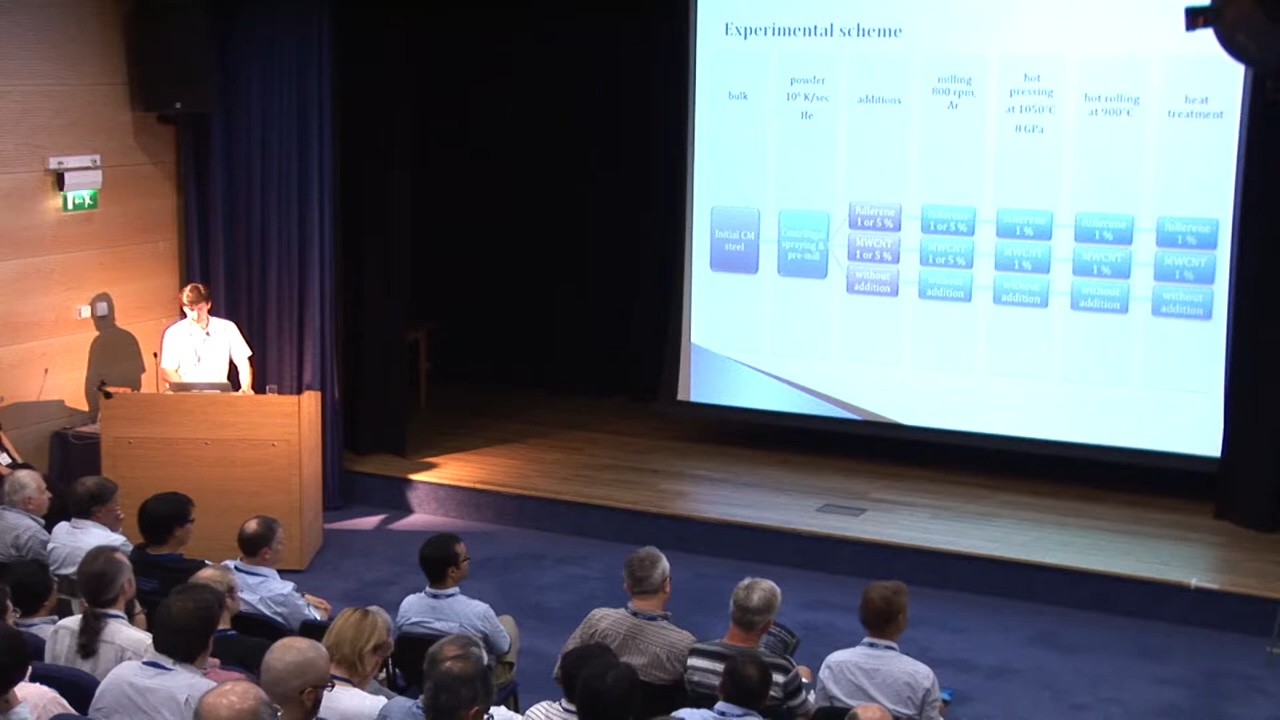 Experimental scheme
bulk
powder
10⁶ K/sec
He
additions
milling
800 rpm,
Ar
hot
pressing
at 1050°C
8 GPa
hot rolling
at 900°C
heat
treatment
Initial CM
steel
Centrifugal
spraying &
pre-mill
fullerene
1 or 5 %
MWCNT
1 or 5 %
without
addition
fullerene
1 or 5 %
MWCNT
1 or 5 %
without
addition
fullerene
1 %
MWCNT
1 %
without
addition
fullerene
1 %
MWCNT
1 %
without
addition
fullerene
1 %
MWCNT
1 %
without
addition